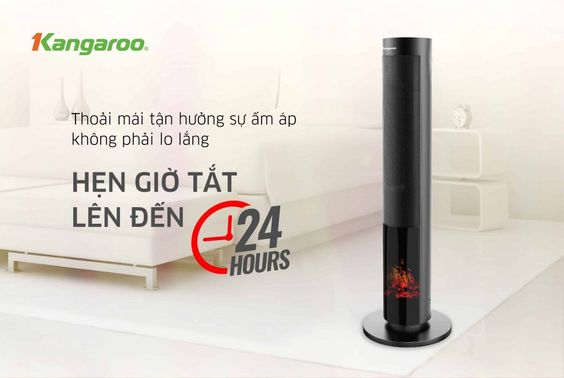 Kangaroo
Thoải mái tận hưởng sự ấm áp
không phải lo lắng
HẸN GIỜ TẮT
LÊN ĐẾN 24
HOURS
Kangaroo